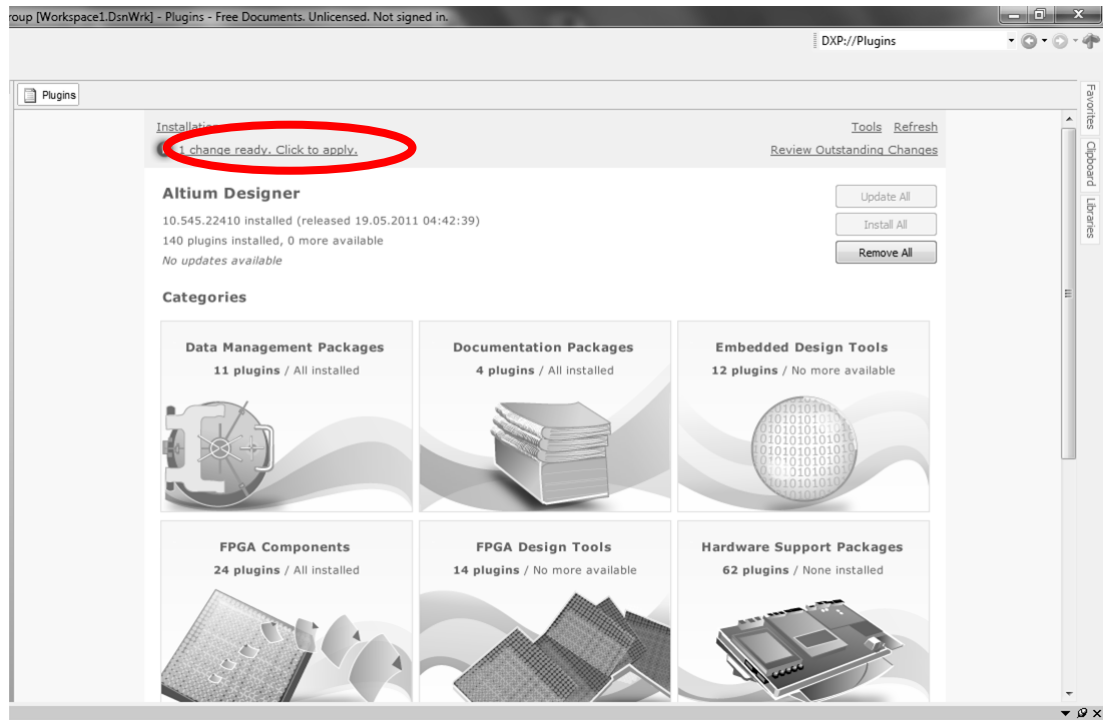 roup [Workspace1.DsnWrk] - Plugins - Free Documents. Unlicensed. Not signed in.
DXP://Plugins
Plugins
Tools Refresh
1 change ready. Click to apply.
Review Outstanding Changes
Altium Designer
10.545.22410 installed (released 19.05.2011 04:42:39)
140 plugins installed, 0 more available
No updates available
Update All
Install All
Remove All
Categories
Data Management Packages
11 plugins / All installed
Documentation Packages
4 plugins / All installed
Embedded Design Tools
12 plugins / No more available
FPGA Components
24 plugins / All installed
FPGA Design Tools
14 plugins / No more available
Hardware Support Packages
62 plugins / None installed
Favorites
Clipboard
Libraries